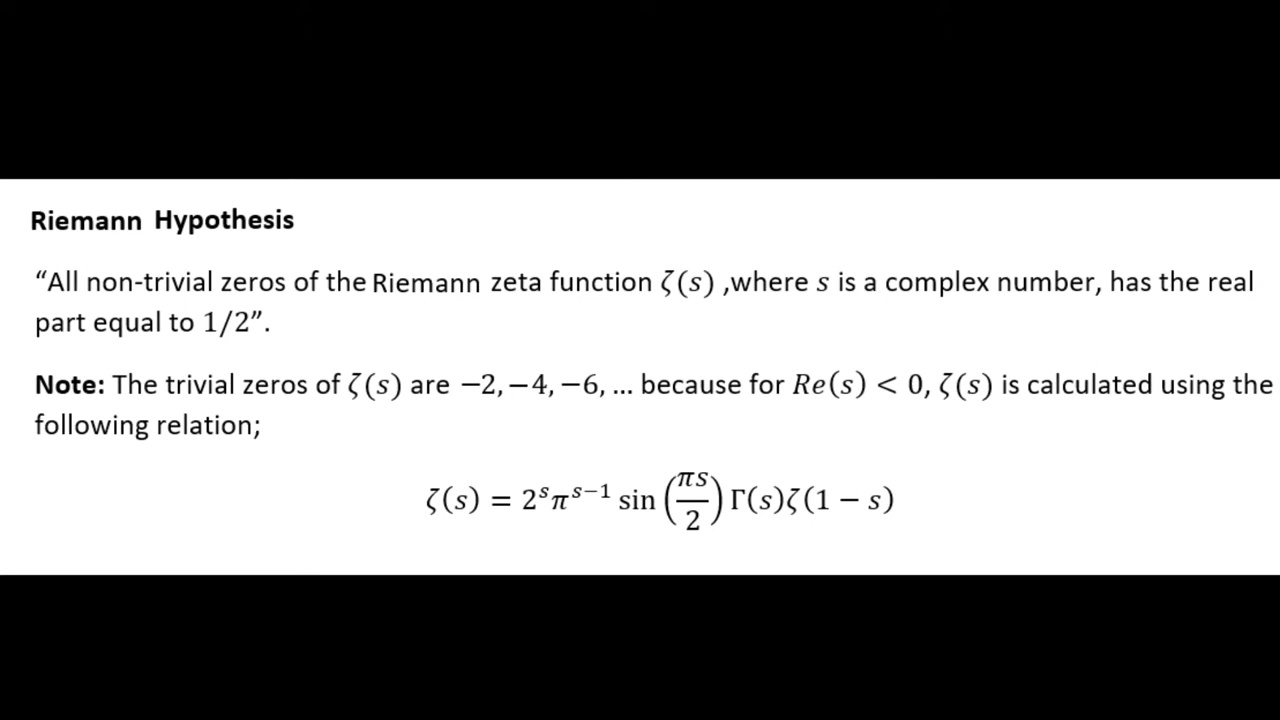 Riemann Hypothesis
“All non-trivial zeros of the Riemann zeta function ζ(s) ,where s is a complex number, has the real
part equal to 1/2”.
Note: The trivial zeros of ζ(s) are −2, −4, −6, … because for Re(s) < 0, ζ(s) is calculated using the
following relation;
ζ(s) = 2^s π^{s−1} sin(πs/2) Γ(s)ζ(1 − s)